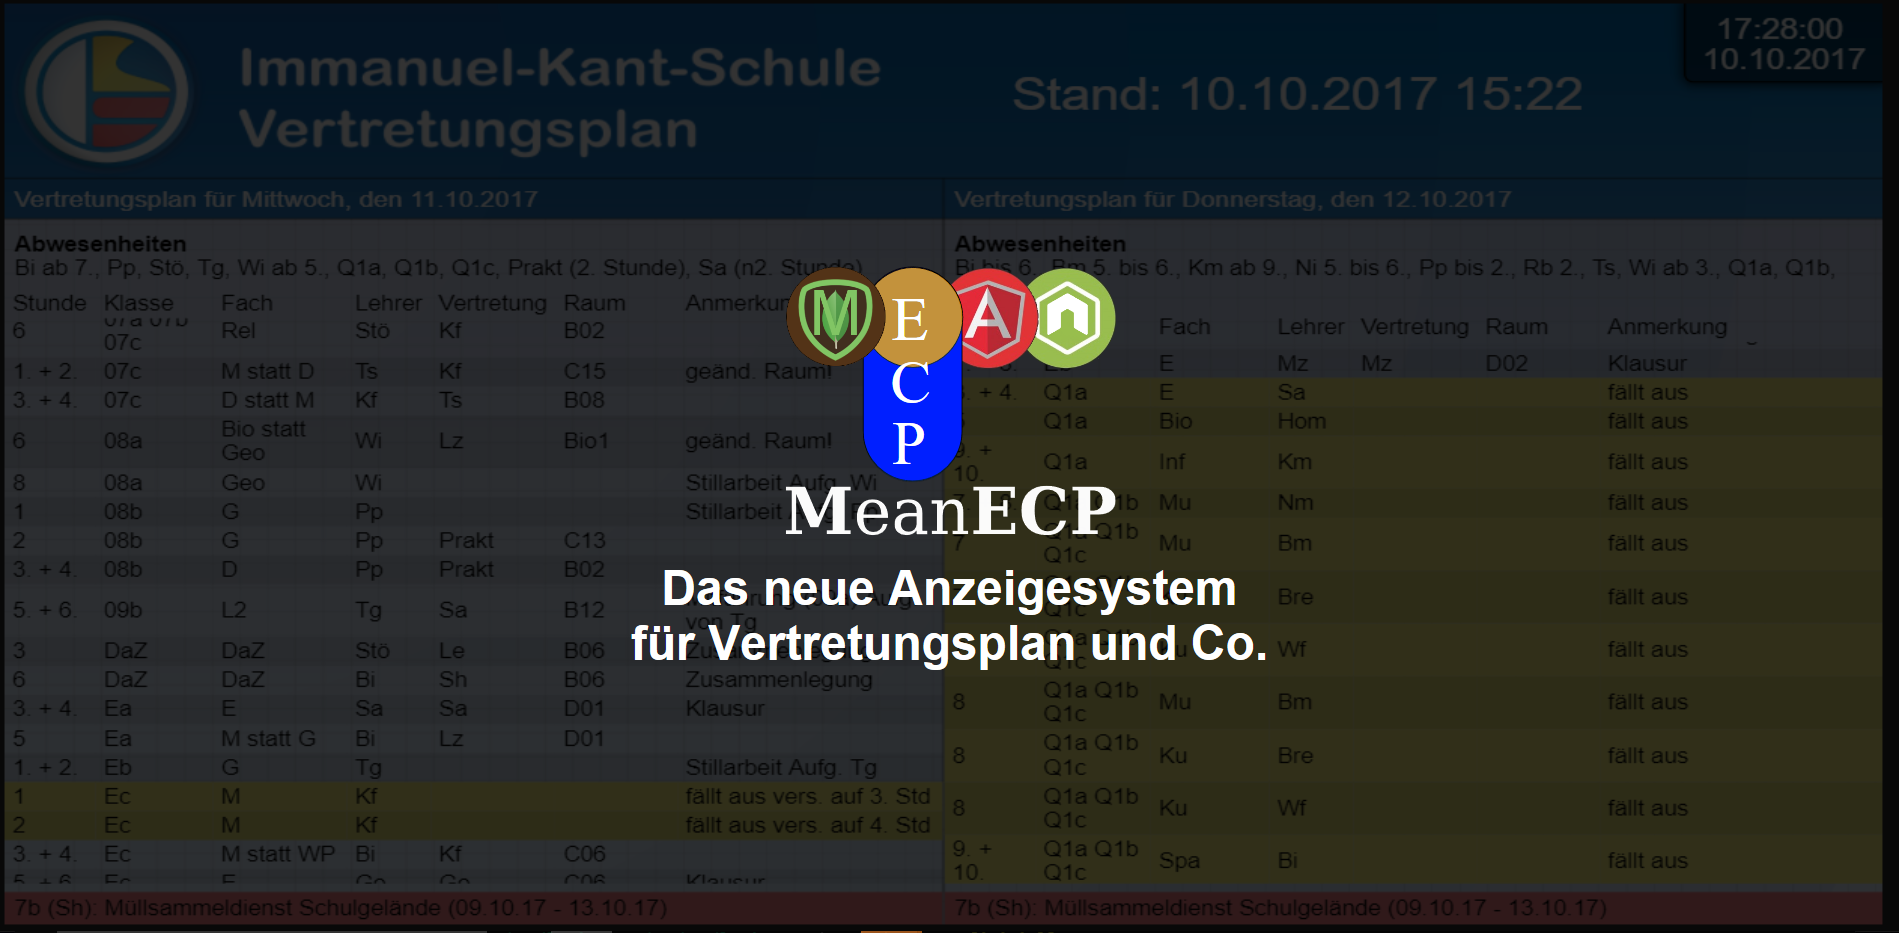 17:28:00
10.10.2017
Immanuel-Kant-Schule
Vertretungsplan
Stand: 10.10.2017 15:22
Vertretungsplan für Mittwoch, den 11.10.2017
Abwesenheiten
Bi ab 7., Pp, Stö, Tg, Wi ab 5., Q1a, Q1b, Q1c, Prakt (2. Stunde), Sa (n2. Stunde)
Stunde Klasse Fach Lehrer Vertretung Raum
6 07a 07b 07c Rel Stö Kf B02
1. + 2. 07c M statt D Ts Kf C15 geänd. Raum!
3. + 4. 07c D statt M Kf Ts B08
6 08a Bio statt Geo Wi Lz Bio1 geänd. Raum!
8 08a Geo Wi Stillarbeit Aufg. Wi
1 08b G Pp Stillarbeit
2 08b G Pp Prakt C13
3. + 4. 08b D Pp Prakt B02
5. + 6. 09b L2 Tg Sa B12 von Tg
3 DaZ DaZ Stö Le B06
6 DaZ DaZ Bi Sh B06 Zusammenlegung
3. + 4. Ea E Sa Sa D01 Klausur
5 Ea M statt G Bi Lz D01
1. + 2. Eb G Tg Stillarbeit Aufg. Tg
1 Ec M Kf fällt aus vers. auf 3. Std
2 Ec M Kf fällt aus vers. auf 4. Std
3. + 4. Ec M statt WP Bi Kf C06
5. + 6. Ec E Go Go C06 Klausur
7b (Sh): Müllsammeldienst Schulgelände (09.10.17 - 13.10.17)
Vertretungsplan für Donnerstag, den 12.10.2017
Abwesenheiten
Bi bis 6., Bm 5. bis 6., Km ab 9., Ni 5. bis 6., Pp bis 2., Rb 2., Ts, Wi ab 3., Q1a, Q1b,
Fach Lehrer Vertretung Raum Anmerkung
E Mz Mz D02 Klausur
3. + 4. Q1a E Sa fällt aus
Q1a Bio Hom fällt aus
9. + 10. Q1a Inf Km fällt aus
Q1b Mu Nm fällt aus
7 Q1a Q1b Q1c Mu Bm fällt aus
Bre fällt aus
Wf fällt aus
8 Q1a Q1b Q1c Mu Bm fällt aus
8 Q1a Q1b Q1c Ku Bre fällt aus
8 Q1a Q1b Q1c Ku Wf fällt aus
9. + 10. Q1a Q1b Q1c Spa Bi fällt aus
7b (Sh): Müllsammeldienst Schulgelände (09.10.17 - 13.10.17)
M E A
C
P
MeanECP
Das neue Anzeigesystem
für Vertretungsplan und Co.